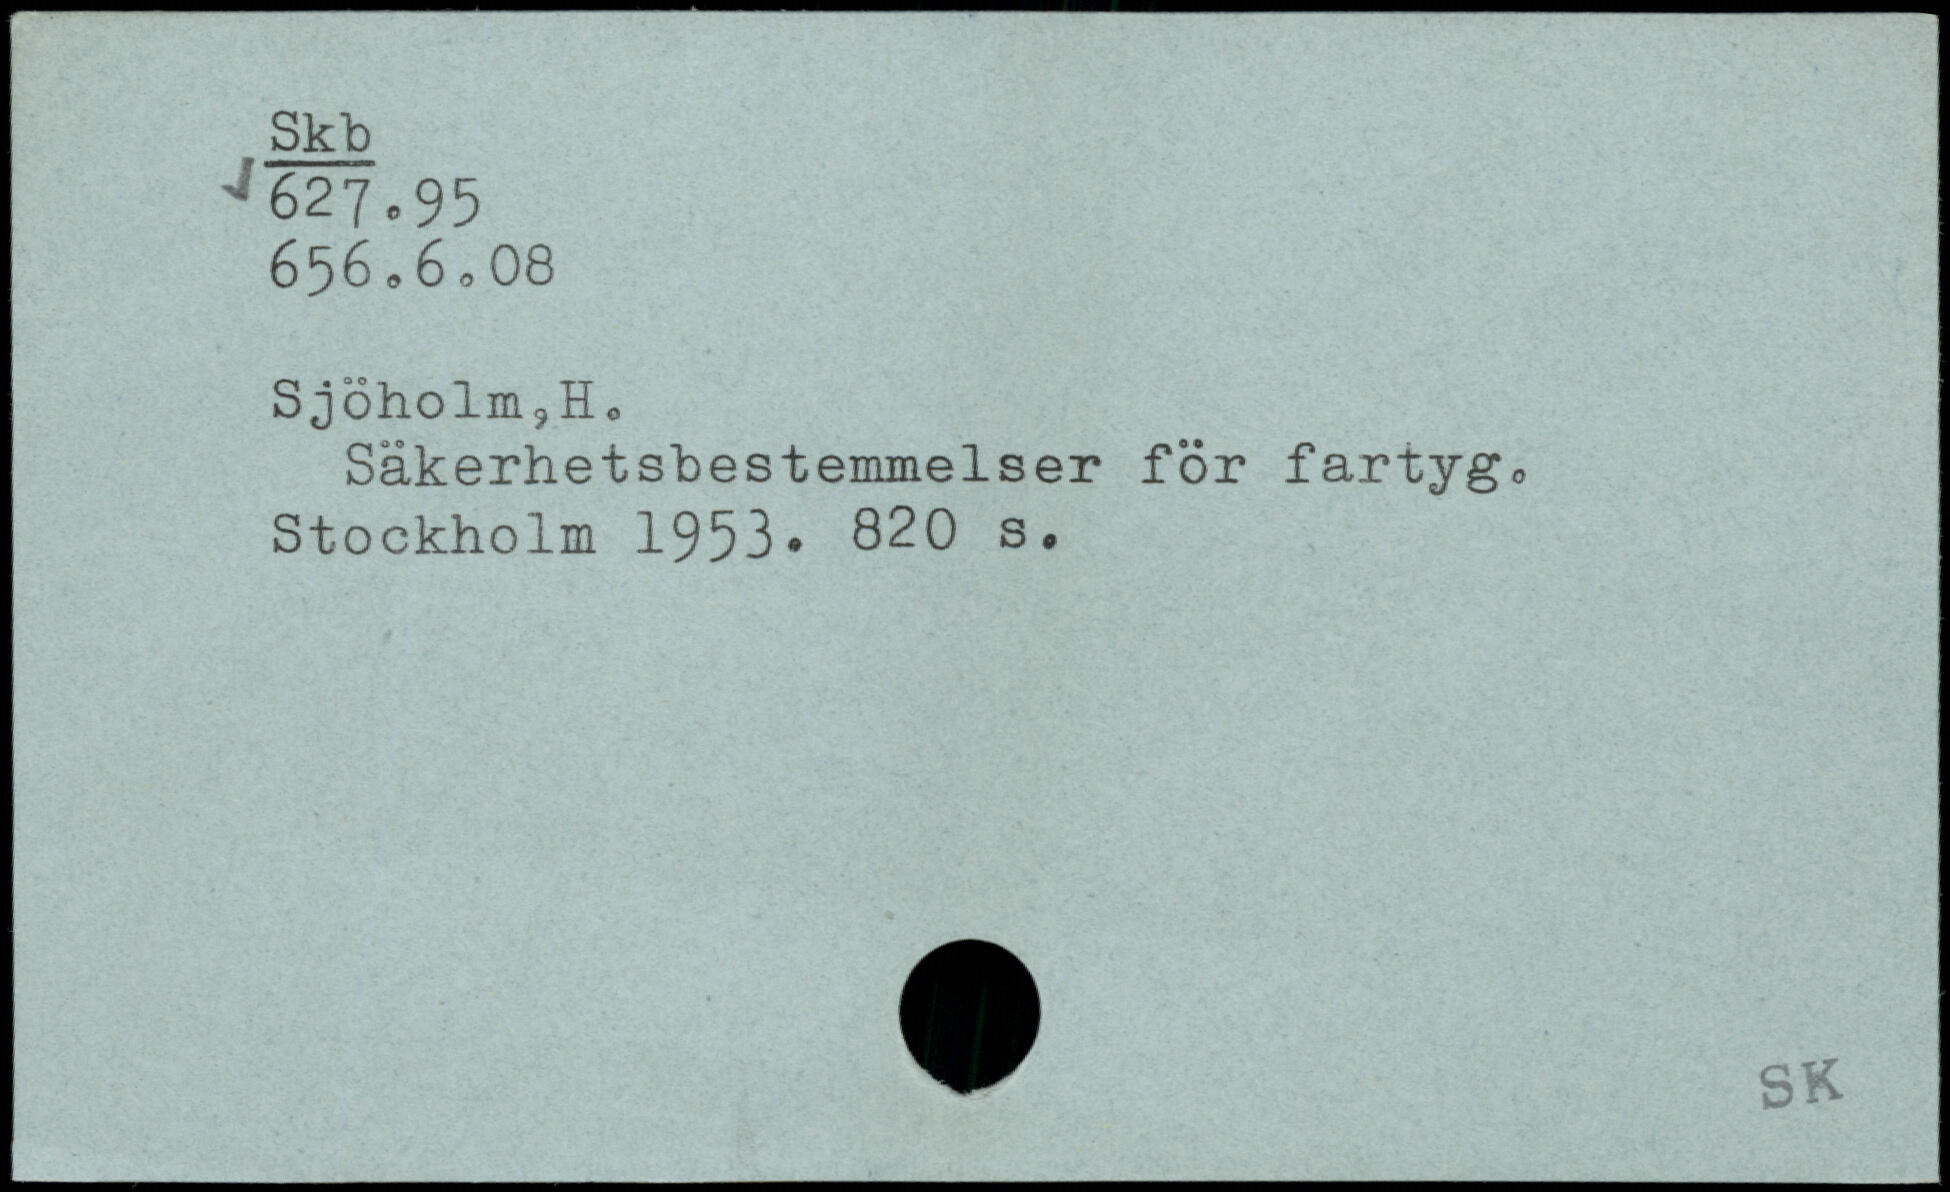 Skb
627.95
656.6.08
Sjöholm,H.
Säkerhetsbestemmelser för fartyg.
Stockholm 1953. 820 s.
SK